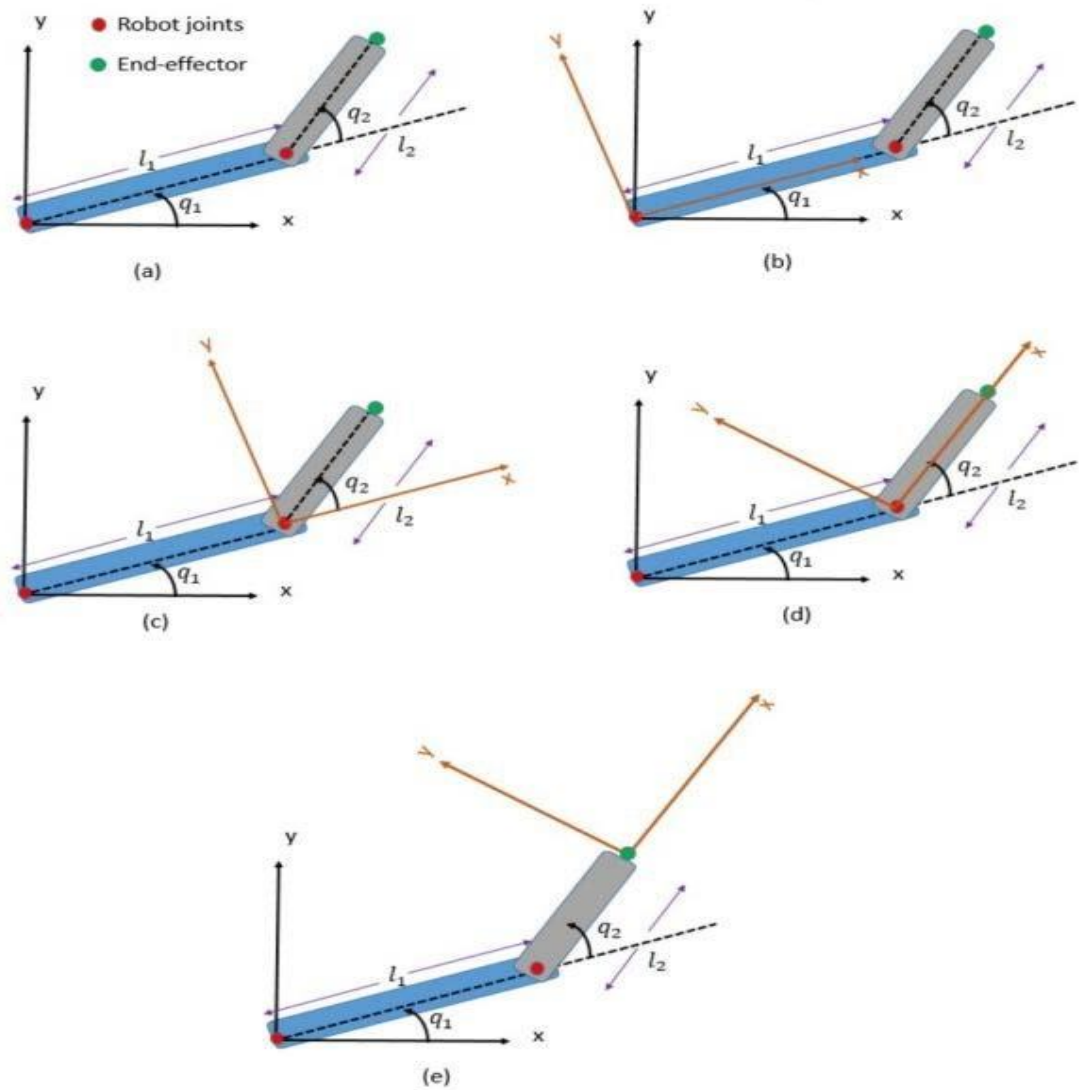 y
Robot joints
End-effector
q₂
l₁
l₂
q₁
x
(a)
y
y
q₂
l₁
x
l₂
q₁
x
(b)
y
y
x
q₂
l₁
l₂
q₁
x
(c)
y
x
y
q₂
l₁
l₂
q₁
x
(d)
x
y
y
q₂
l₁
l₂
q₁
x
(e)